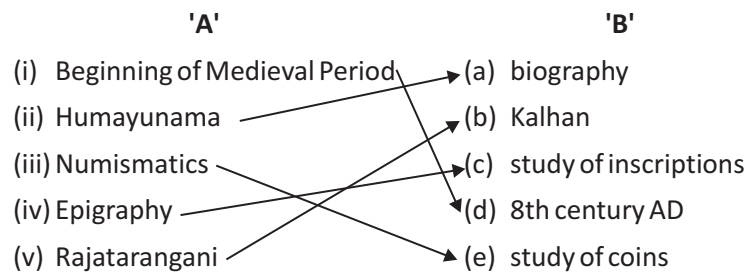 'A' 'B'
(i) Beginning of Medieval Period (a) biography
(ii) Humayunama (b) Kalhan
(iii) Numismatics (c) study of inscriptions
(iv) Epigraphy (d) 8th century AD
(v) Rajatarangani (e) study of coins